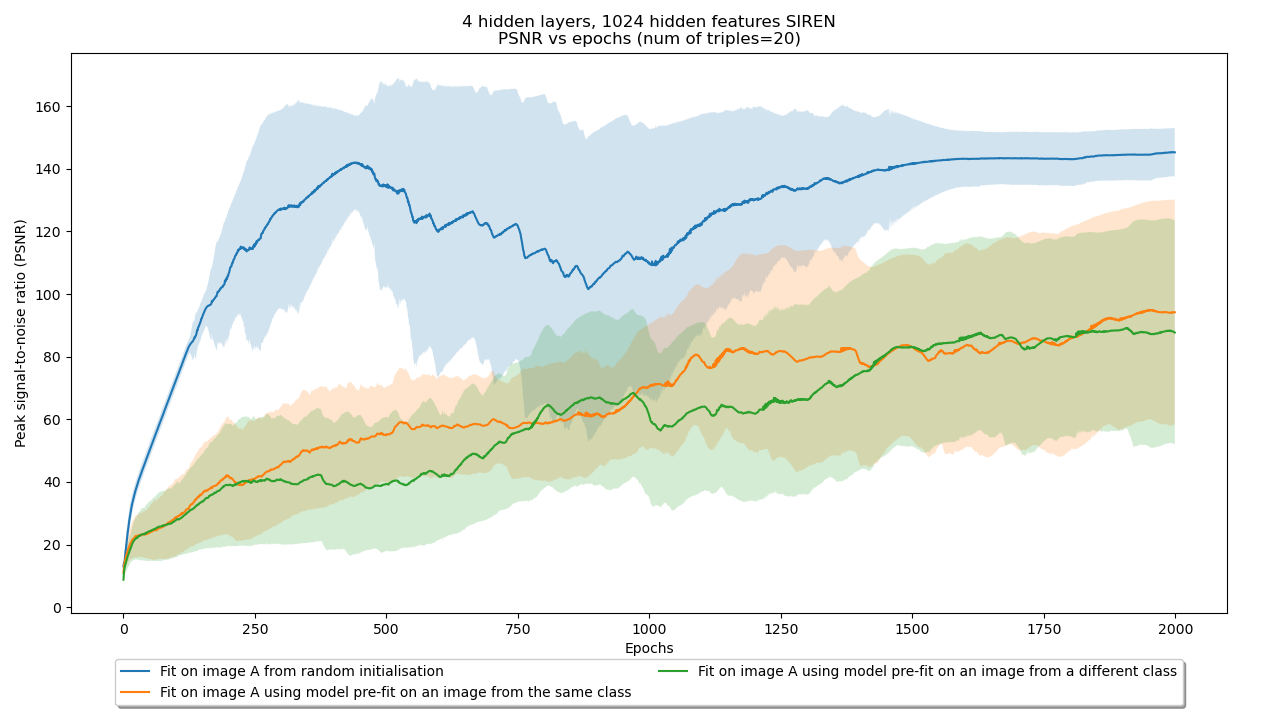 4 hidden layers, 1024 hidden features SIREN
PSNR vs epochs (num of triples=20)
Peak signal-to-noise ratio (PSNR)
160
140
120
100
80
60
40
20
0
0 250 500 750 1000 1250 1500 1750 2000
Epochs
Fit on image A from random initialisation
Fit on image A using model pre-fit on an image from the same class
Fit on image A using model pre-fit on an image from a different class